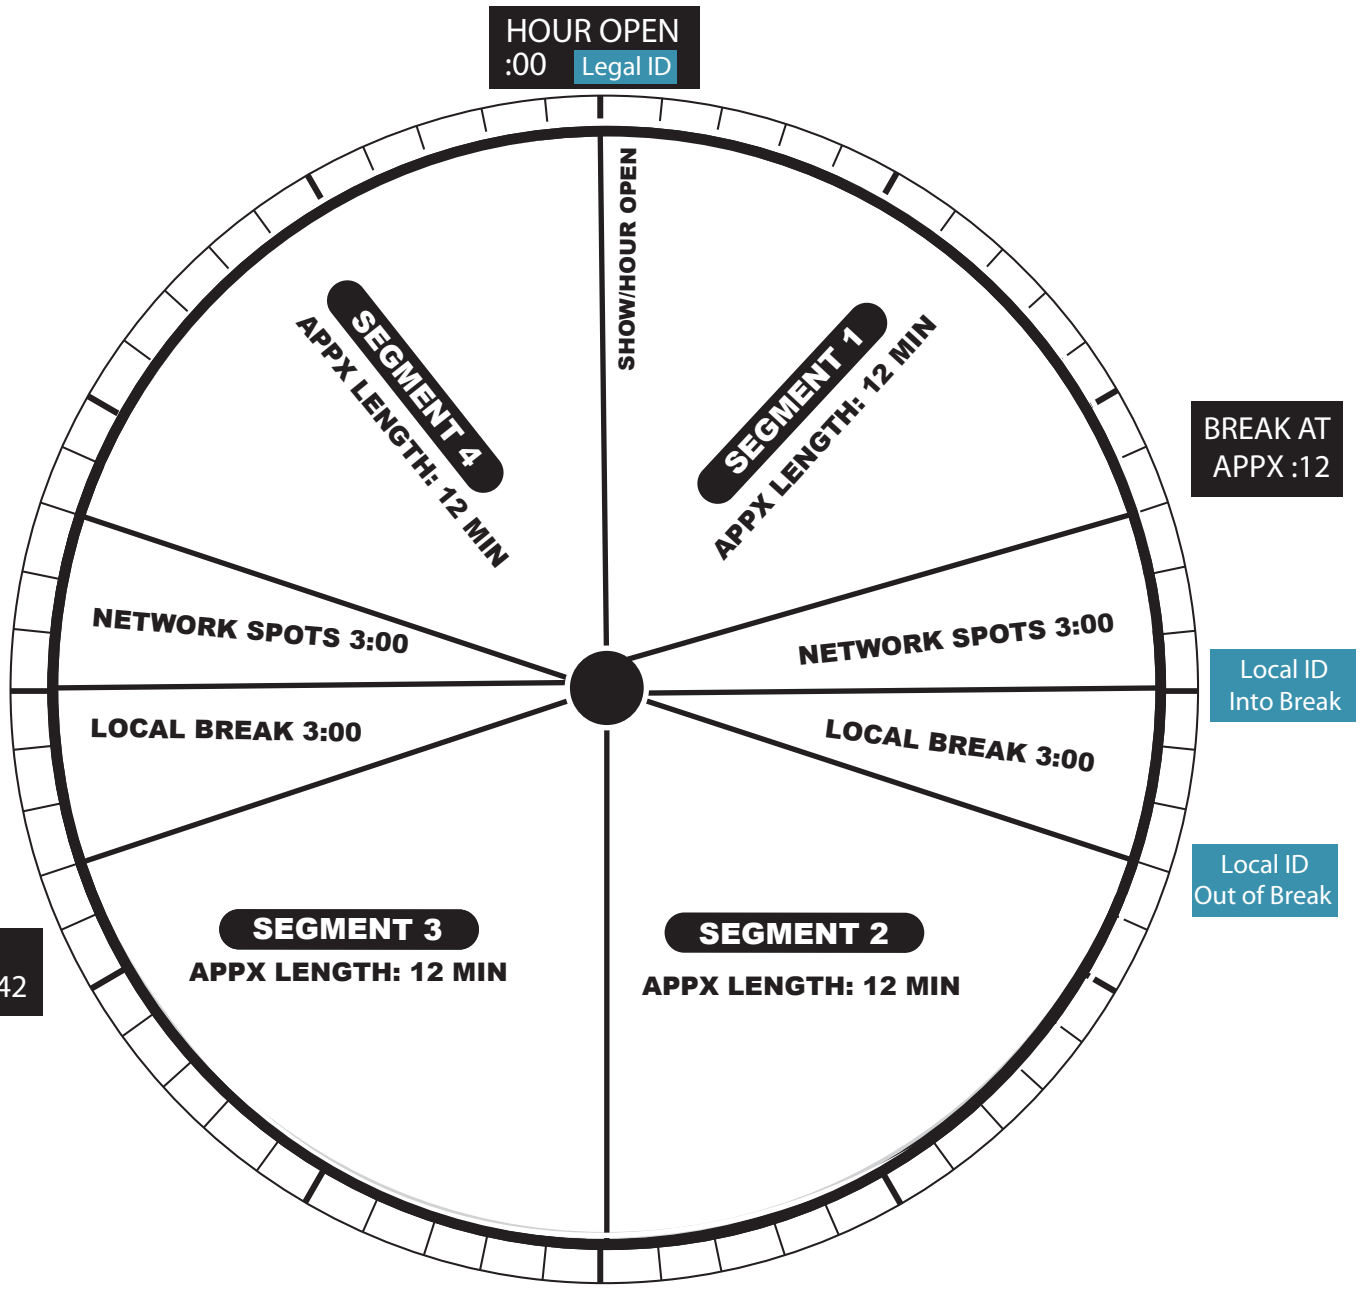 HOUR OPEN
:00 Legal ID
SHOW/HOUR OPEN
SEGMENT 1
APPX LENGTH: 12 MIN
BREAK AT
APPX :12
NETWORK SPOTS 3:00
Local ID
Into Break
LOCAL BREAK 3:00
Local ID
Out of Break
SEGMENT 2
APPX LENGTH: 12 MIN
SEGMENT 3
APPX LENGTH: 12 MIN
42
LOCAL BREAK 3:00
NETWORK SPOTS 3:00
SEGMENT 4
APPX LENGTH: 12 MIN